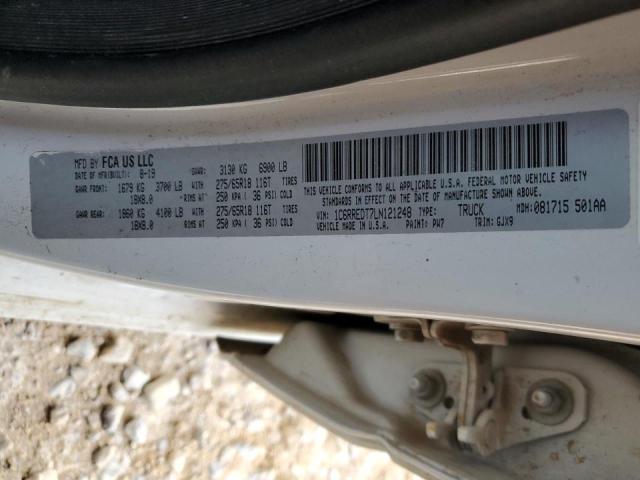 MFD BY FCA US LLC
DATE OF MFR(BUILT): 8-19 GVWR: 3130 KG 6900 LB
GAWR FRONT: 1679 KG 3700 LB WITH 275/65R18 116T TIRES
18X8.0 RIMS AT 250 KPA ( 36 PSI) COLD
GAWR REAR: 1860 KG 4100 LB WITH 275/65R18 116T TIRES
18X8.0 RIMS AT 250 KPA ( 36 PSI) COLD
THIS VEHICLE CONFORMS TO ALL APPLICABLE U.S.A. FEDERAL MOTOR VEHICLE SAFETY
STANDARDS IN EFFECT ON THE DATE OF MANUFACTURE SHOWN ABOVE.
VIN: 1C6RREDT7LN121248 TYPE: TRUCK MDH: 081715 501AA
VEHICLE MADE IN U.S.A. PAINT: PW7 TRIM: GJX9